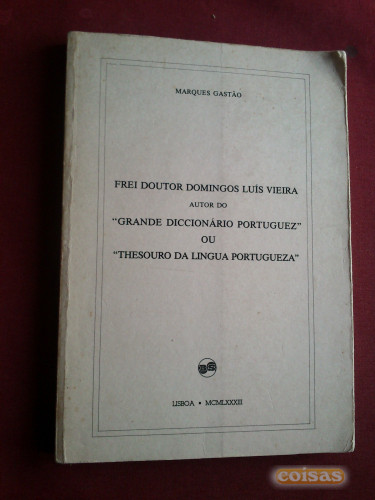 MARQUES GASTÃO
FREI DOUTOR DOMINGOS LUÍS VIEIRA
AUTOR DO
“GRANDE DICCIONÁRIO PORTUGUEZ”
OU
“THESOURO DA LINGUA PORTUGUEZA”
LISBOA • MCMLXXXII
coisas